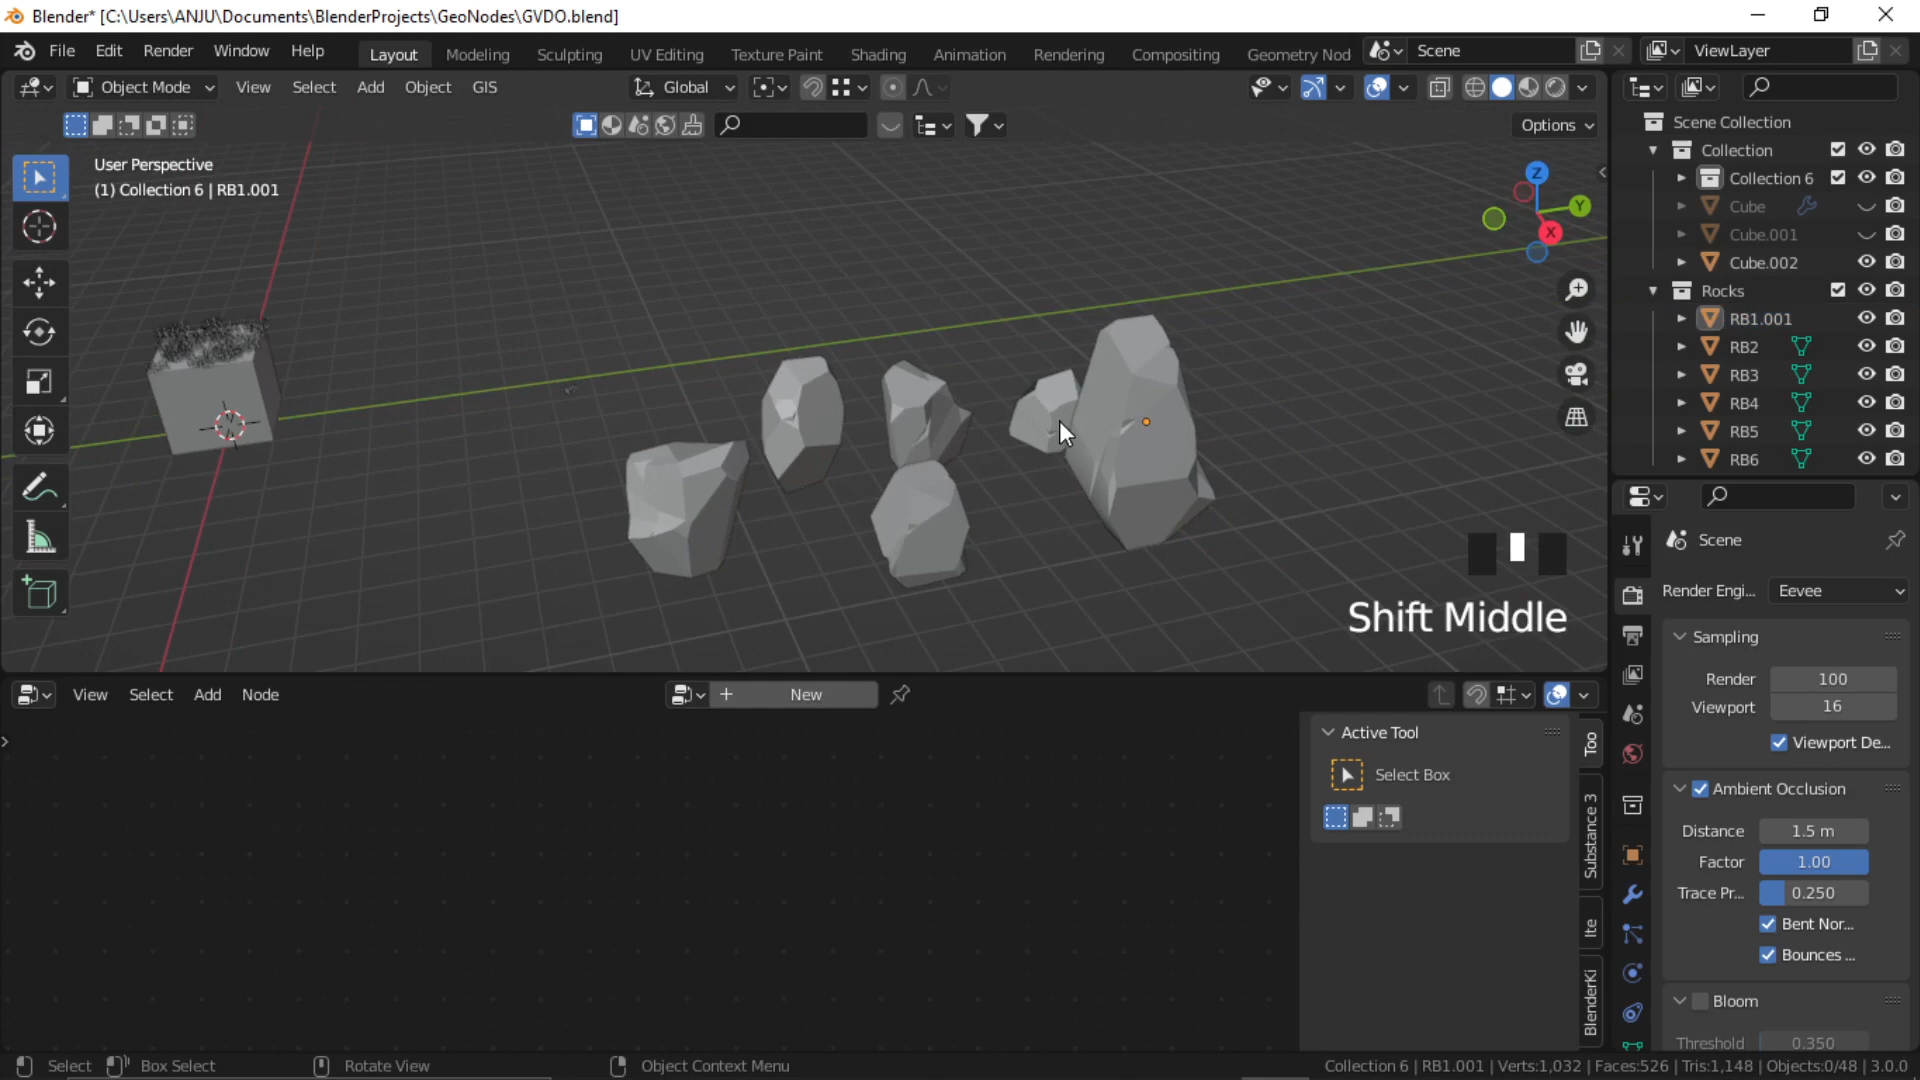 Blender* [C:\Users\ANJU\Documents\BlenderProjects\GeoNodes\GVDO.blend]
File Edit Render Window Help Layout Modeling Sculpting UV Editing Texture Paint Shading Animation Rendering Compositing Geometry Nod Scene ViewLayer
Object Mode View Select Add Object GIS Global
Options
User Perspective
(1) Collection 6 | RB1.001
Z
Y
X
Scene Collection
Collection
Collection 6
Cube
Cube.001
Cube.002
Rocks
RB1.001
RB2
RB3
RB4
RB5
RB6
Shift Middle
Scene
Render Engi... Eevee
Sampling
Render 100
Viewport 16
Viewport De...
Ambient Occlusion
Distance 1.5 m
Factor 1.00
Trace Pr... 0.250
Bent Nor...
Bounces ...
Bloom
Threshold 0.350
View Select Add Node New
Active Tool
Select Box
Too
Substance 3
Ite
BlenderKi
Select Box Select Rotate View Object Context Menu
Collection 6 | RB1.001 | Verts:1,032 | Faces:526 | Tris:1,148 | Objects:0/48 | 3.0.0